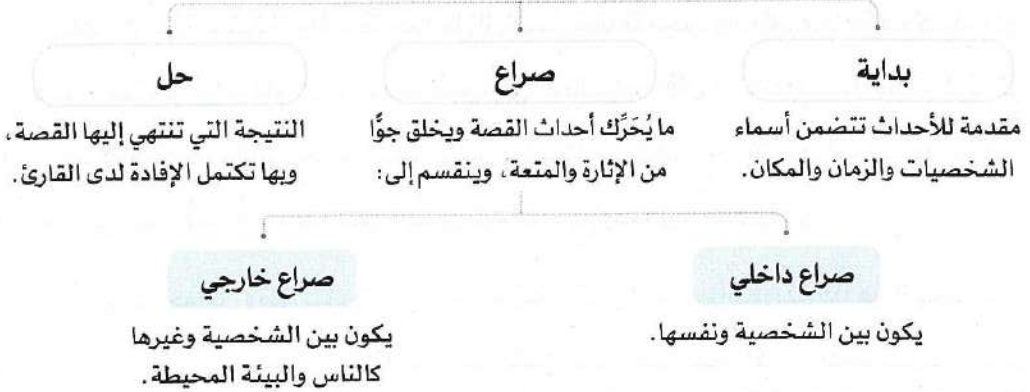 بداية
مقدمة للأحداث تتضمن أسماء
الشخصيات والزمان والمكان.
صراع
ما يُحَرِّك أحداث القصة ويخلق جوًّا
من الإثارة والمتعة، وينقسم إلى:
حل
النتيجة التي تنتهي إليها القصة،
وبها تكتمل الإفادة لدى القارئ.
صراع داخلي
يكون بين الشخصية ونفسها.
صراع خارجي
يكون بين الشخصية وغيرها
كالناس والبيئة المحيطة.